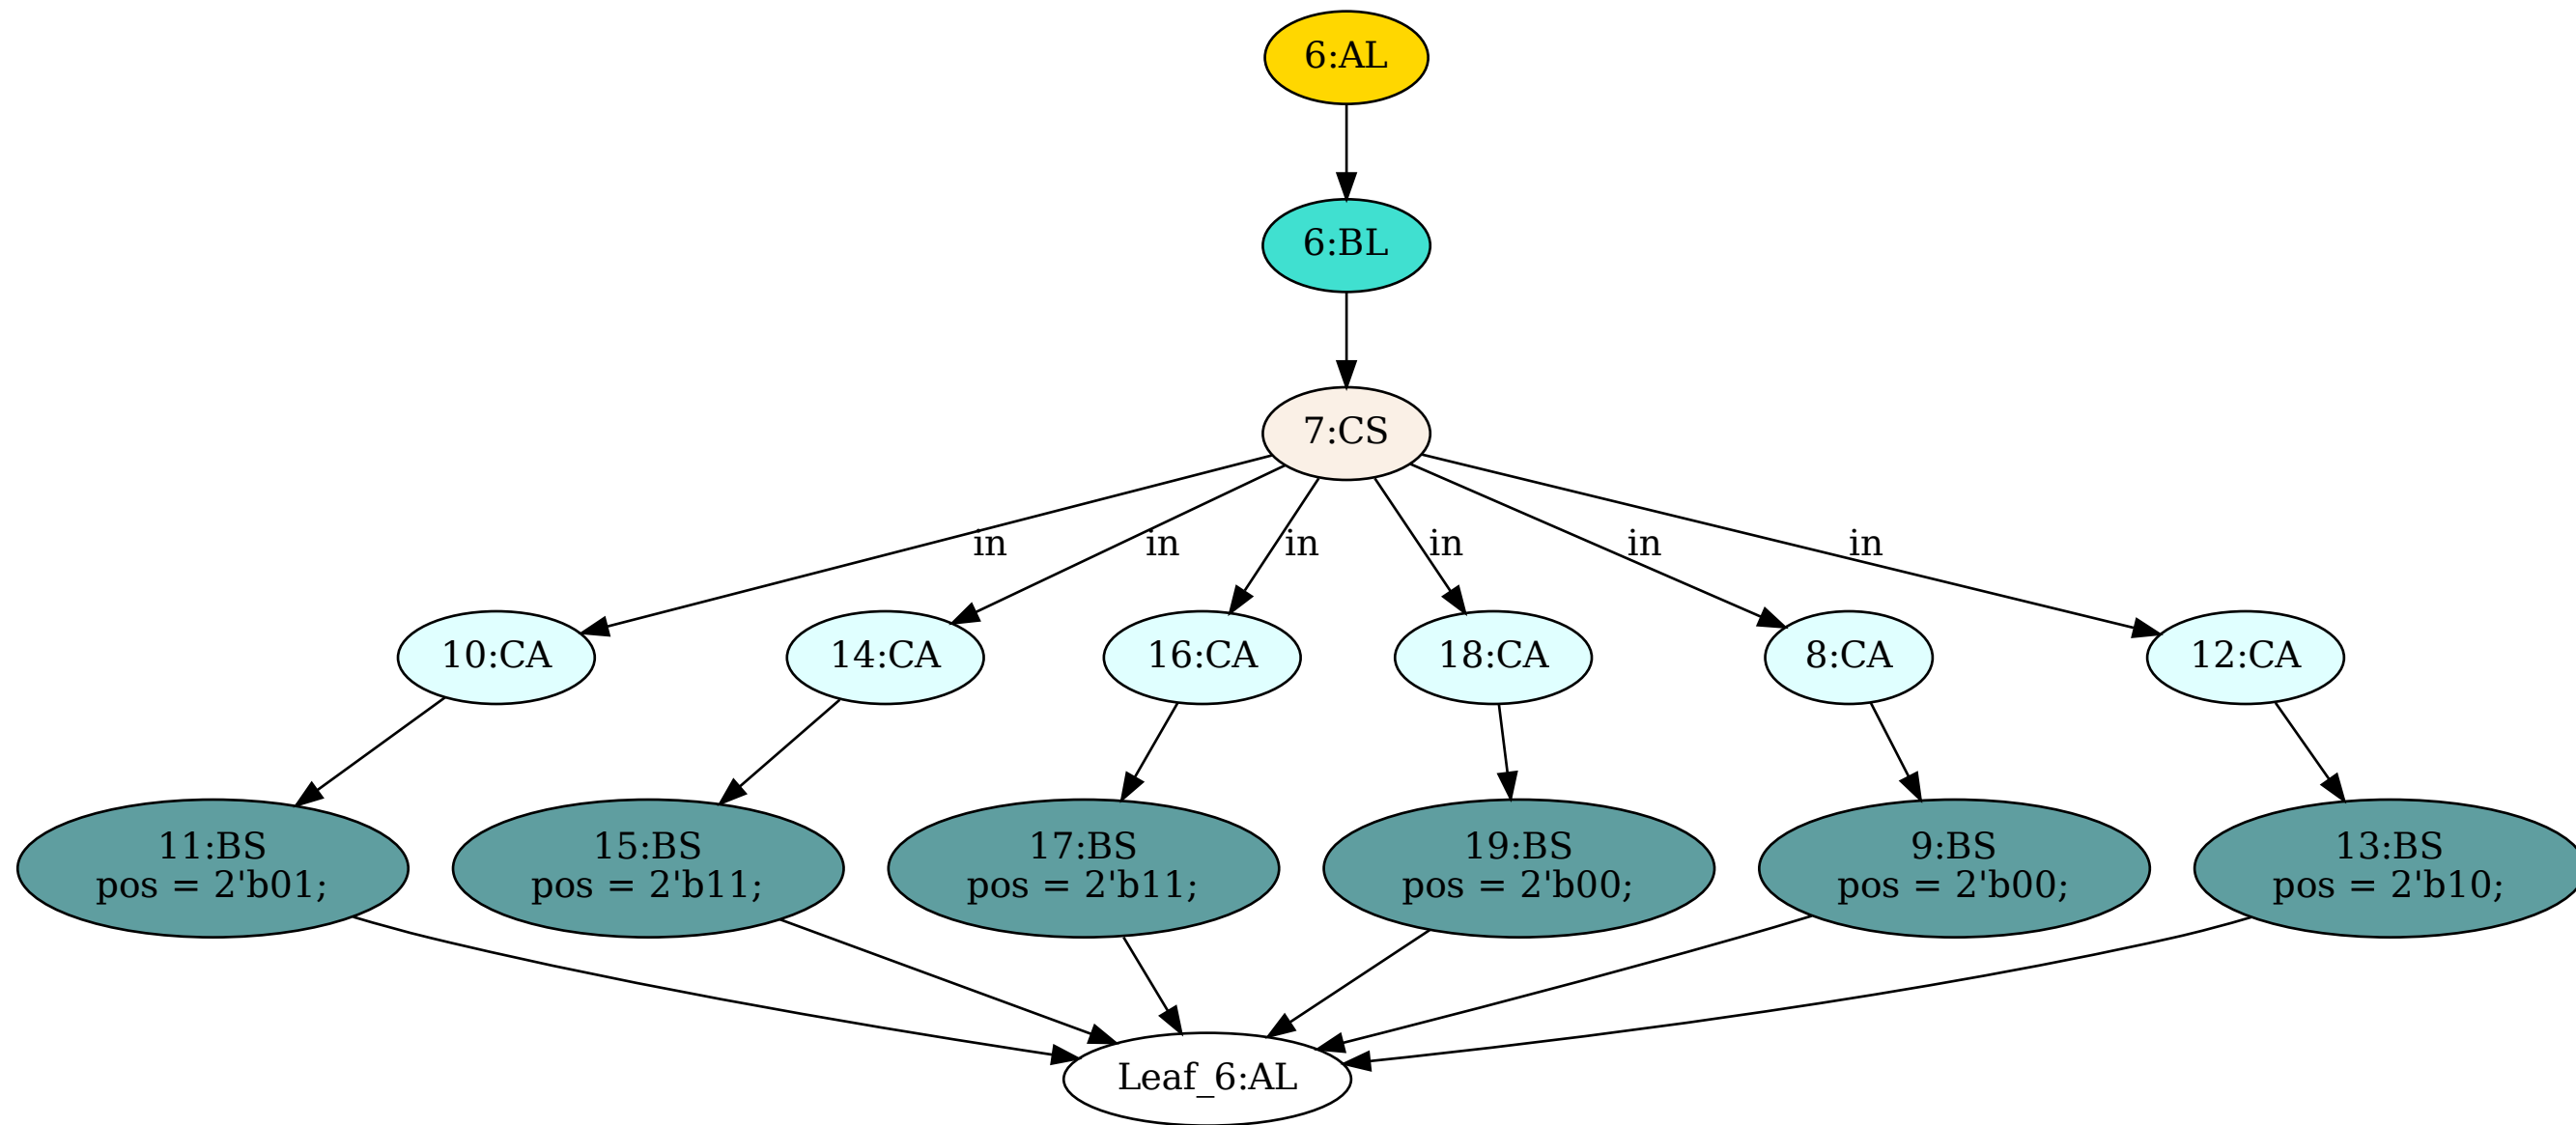 6:AL
6:BL
7:CS
in in in in in in
10:CA 14:CA 16:CA 18:CA 8:CA 12:CA
11:BS
pos = 2'b01;
15:BS
pos = 2'b11;
17:BS
pos = 2'b11;
19:BS
pos = 2'b00;
9:BS
pos = 2'b00;
13:BS
pos = 2'b10;
Leaf_6:AL